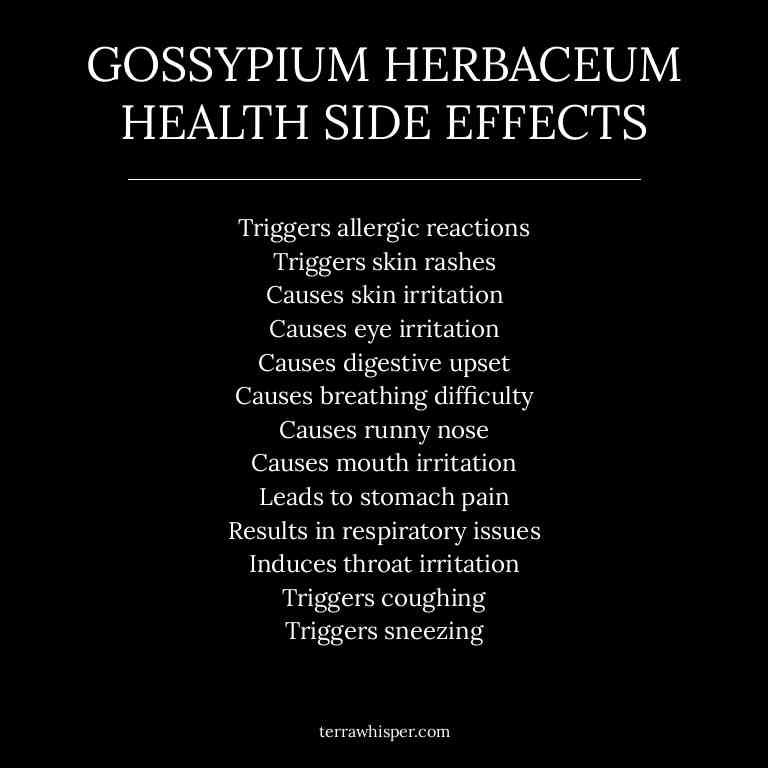 GOSSYPIUM HERBACEUM
HEALTH SIDE EFFECTS
Triggers allergic reactions
Triggers skin rashes
Causes skin irritation
Causes eye irritation
Causes digestive upset
Causes breathing difficulty
Causes runny nose
Causes mouth irritation
Leads to stomach pain
Results in respiratory issues
Induces throat irritation
Triggers coughing
Triggers sneezing
terrawhisper.com